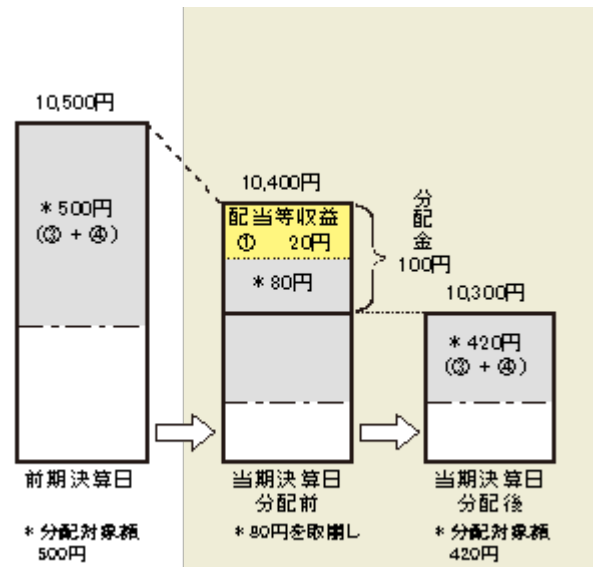 10,500円
*500円
(③+④)
前期決算日
*分配対象額
500円
10,400円
配当等収益
① 20円
*80円
分配金
100円
当期決算日
分配前
*80円を取崩し
10,300円
*420円
(③+④)
当期決算日
分配後
*分配対象額
420円